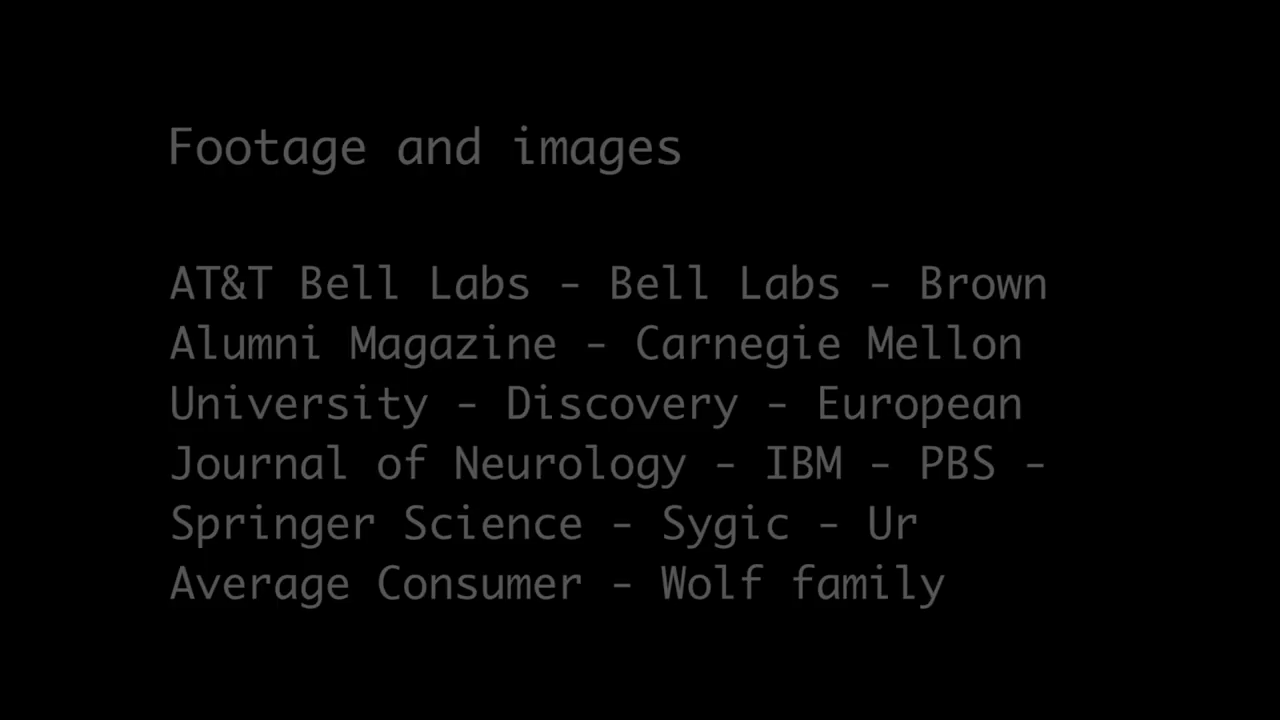 Footage and images
AT&T Bell Labs - Bell Labs - Brown
Alumni Magazine - Carnegie Mellon
University - Discovery - European
Journal of Neurology - IBM - PBS -
Springer Science - Sygic - Ur
Average Consumer - Wolf family